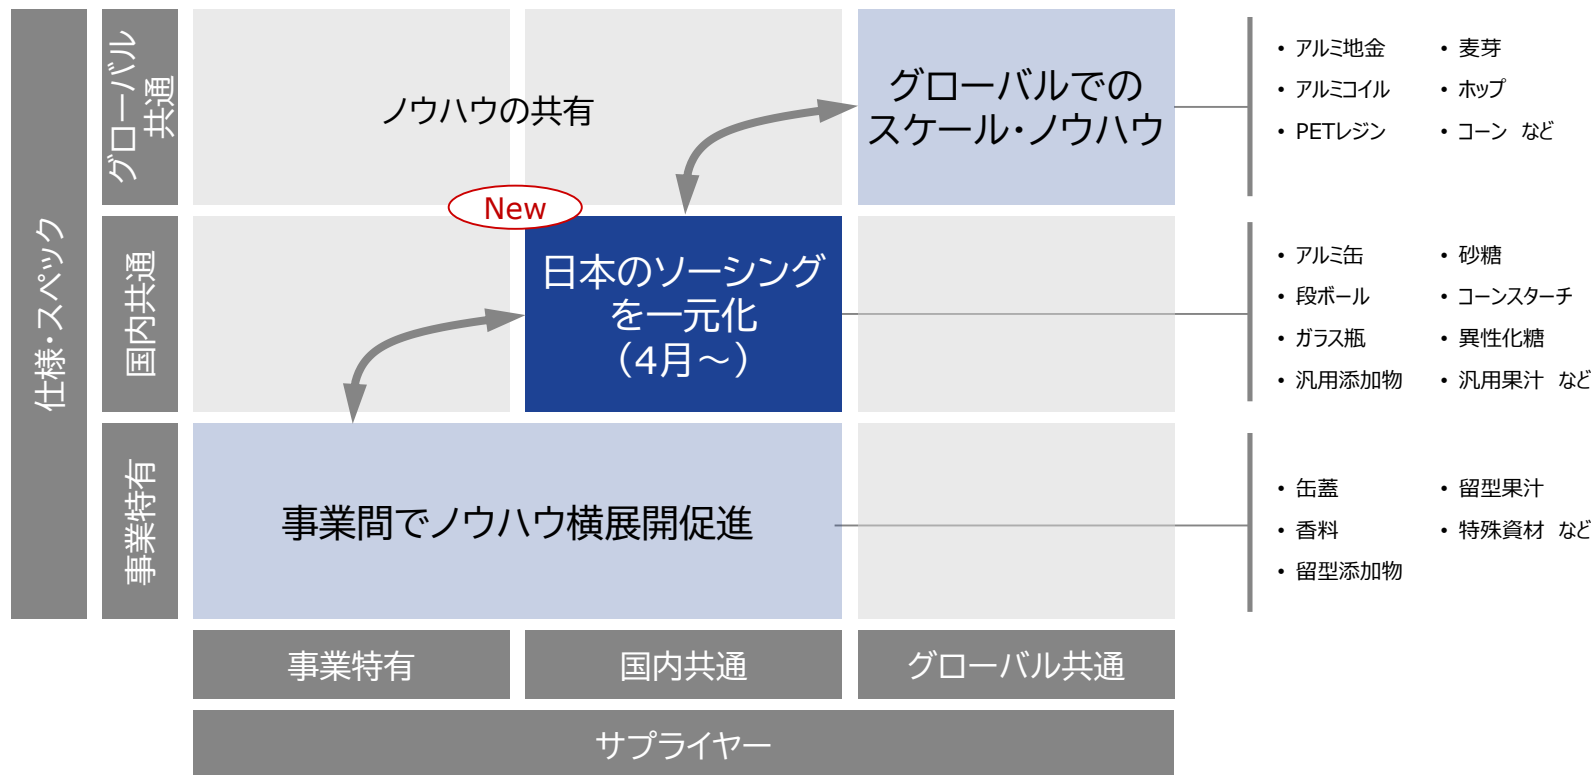 仕様・スペック
グローバル
共通
ノウハウの共有
グローバルでの
スケール・ノウハウ
• アルミ地金
• アルミコイル
• PETレジン
• 麦芽
• ホップ
• コーン など
国内共通
New
日本のソーシング
を一元化
（4月～）
• アルミ缶
• 段ボール
• ガラス瓶
• 汎用添加物
• 砂糖
• コーンスターチ
• 異性化糖
• 汎用果汁 など
事業特有
事業間でノウハウ横展開促進
• 缶蓋
• 香料
• 留型添加物
• 留型果汁
• 特殊資材 など
事業特有
国内共通
グローバル共通
サプライヤー